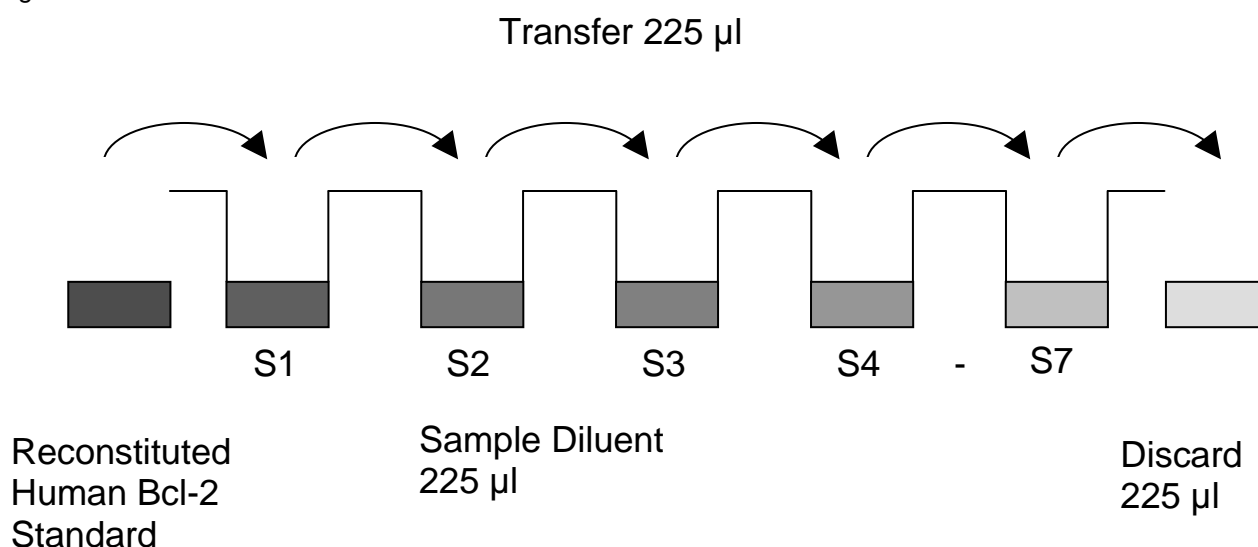 Transfer 225 µl
S1 S2 S3 S4 - S7
Reconstituted
Human Bcl-2
Standard
Sample Diluent
225 µl
Discard
225 µl